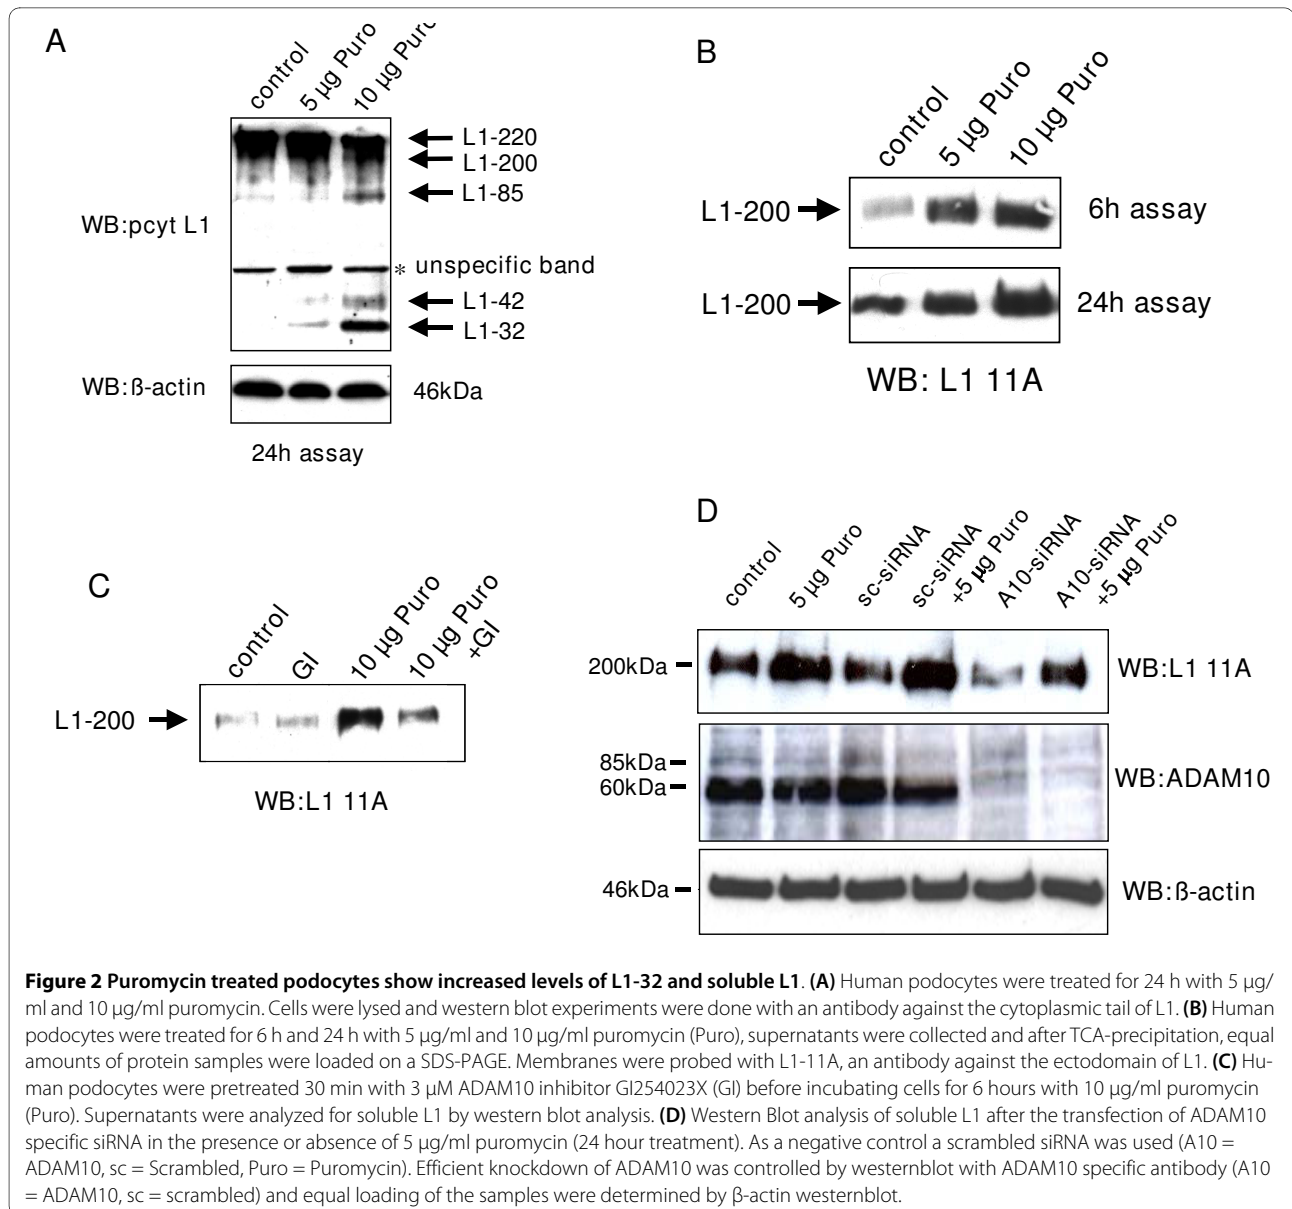 A
control
5 µg Puro
10 µg Puro
L1-220
L1-200
L1-85
WB:pcyt L1
* unspecific band
L1-42
L1-32
WB:ß-actin
46kDa
24h assay
B
control
5 µg Puro
10 µg Puro
L1-200
6h assay
L1-200
24h assay
WB: L1 11A
C
control
GI
10 µg Puro
10 µg Puro
+GI
L1-200
WB:L1 11A
D
control
5 µg Puro
sc-siRNA
sc-siRNA
+5 µg Puro
A10-siRNA
A10-siRNA
+5 µg Puro
200kDa
WB:L1 11A
85kDa
60kDa
WB:ADAM10
46kDa
WB:ß-actin
Figure 2 Puromycin treated podocytes show increased levels of L1-32 and soluble L1. (A) Human podocytes were treated for 24 h with 5 µg/
ml and 10 µg/ml puromycin. Cells were lysed and western blot experiments were done with an antibody against the cytoplasmic tail of L1. (B) Human
podocytes were treated for 6 h and 24 h with 5 µg/ml and 10 µg/ml puromycin (Puro), supernatants were collected and after TCA-precipitation, equal
amounts of protein samples were loaded on a SDS-PAGE. Membranes were probed with L1-11A, an antibody against the ectodomain of L1. (C) Hu-
man podocytes were pretreated 30 min with 3 µM ADAM10 inhibitor GI254023X (GI) before incubating cells for 6 hours with 10 µg/ml puromycin
(Puro). Supernatants were analyzed for soluble L1 by western blot analysis. (D) Western Blot analysis of soluble L1 after the transfection of ADAM10
specific siRNA in the presence or absence of 5 µg/ml puromycin (24 hour treatment). As a negative control a scrambled siRNA was used (A10 =
ADAM10, sc = Scrambled, Puro = Puromycin). Efficient knockdown of ADAM10 was controlled by westernblot with ADAM10 specific antibody (A10
= ADAM10, sc = scrambled) and equal loading of the samples were determined by β-actin westernblot.